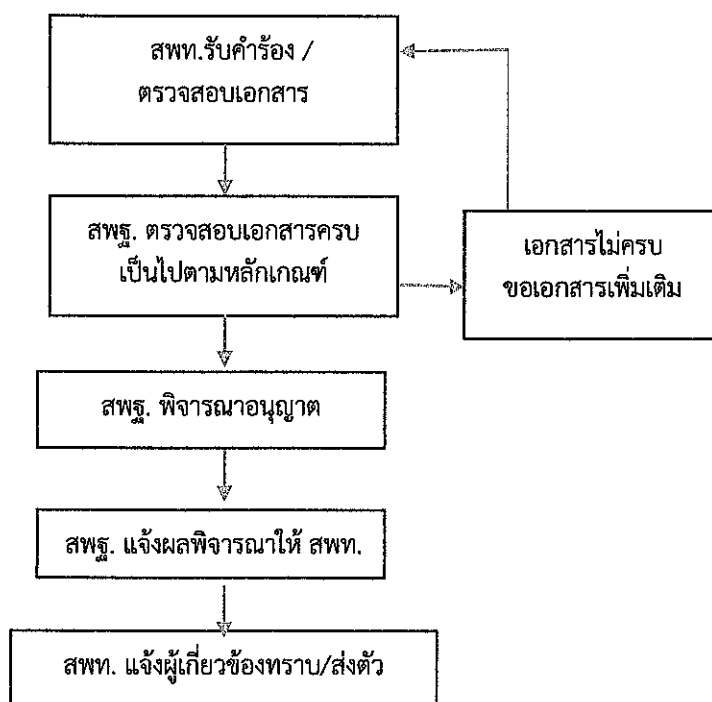 สพท.รับคำร้อง /
ตรวจสอบเอกสาร
สพฐ. ตรวจสอบเอกสารครบ
เป็นไปตามหลักเกณฑ์
เอกสารไม่ครบ
ขอเอกสารเพิ่มเติม
สพฐ. พิจารณาอนุญาต
สพฐ. แจ้งผลพิจารณาให้ สพท.
สพท. แจ้งผู้เกี่ยวข้องทราบ/ส่งตัว